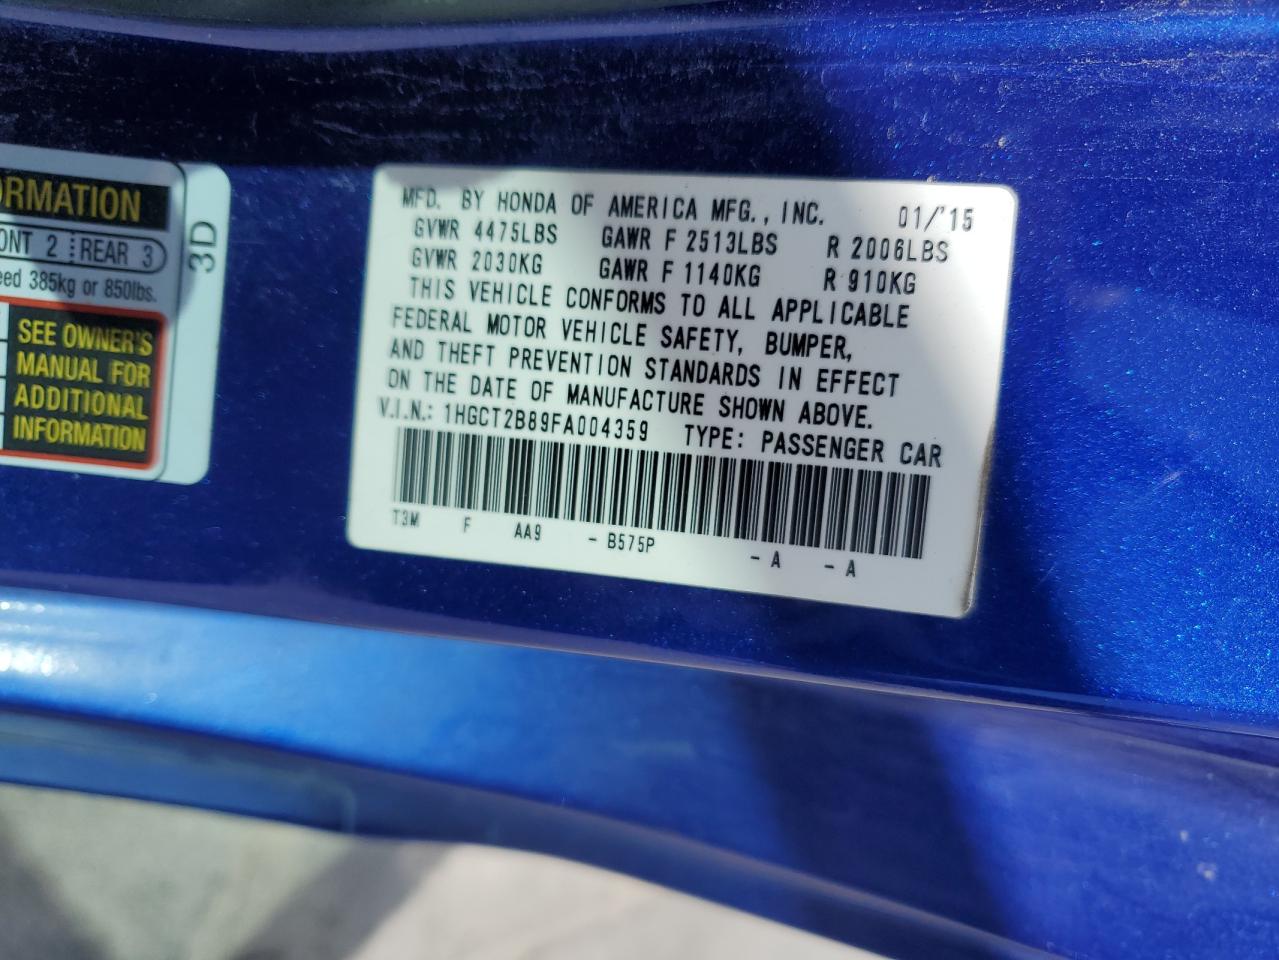 ORMATION
ONT 2 REAR 3
eed 385kg or 850lbs.
SEE OWNER'S
MANUAL FOR
ADDITIONAL
INFORMATION
3D
MFD. BY HONDA OF AMERICA MFG., INC. 01/'15
GVWR 4475LBS GAWR F 2513LBS R 2006LBS
GVWR 2030KG GAWR F 1140KG R 910KG
THIS VEHICLE CONFORMS TO ALL APPLICABLE
FEDERAL MOTOR VEHICLE SAFETY, BUMPER,
AND THEFT PREVENTION STANDARDS IN EFFECT
ON THE DATE OF MANUFACTURE SHOWN ABOVE.
V.I.N.: 1HGCT2B89FA004359 TYPE: PASSENGER CAR
T3M F AA9 - B575P - A - A